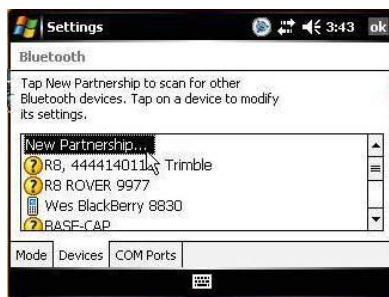 Settings 3:43 ok
Bluetooth
Tap New Partnership to scan for other
Bluetooth devices. Tap on a device to modify
its settings.
New Partnership...
R8, 444414011 Trimble
R8 ROVER 9977
Wes BlackBerry 8830
BASE-CAP
Mode Devices COM Ports